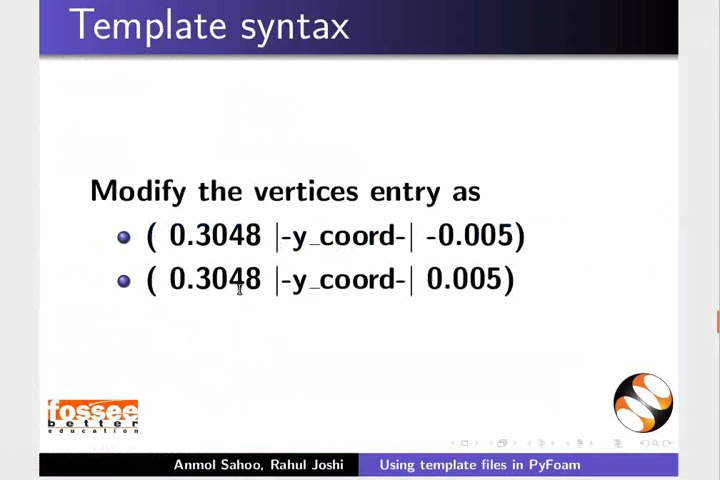 Template syntax
Modify the vertices entry as
( 0.3048 |-y_coord-| -0.005)
( 0.3048 |-y_coord-| 0.005)
fossee
better
education
Anmol Sahoo, Rahul Joshi
Using template files in PyFoam